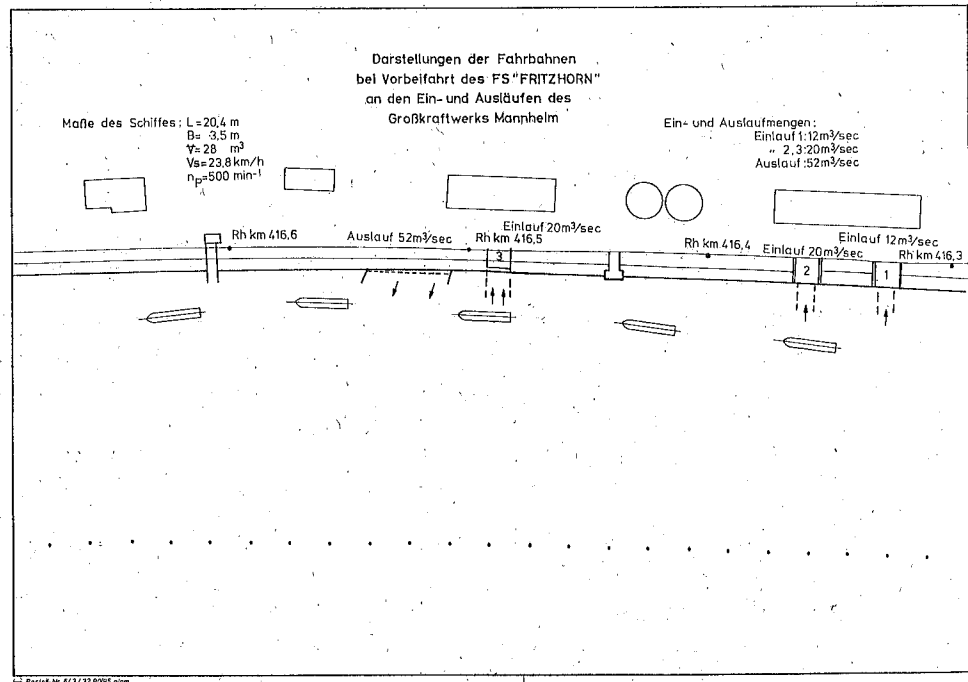 Darstellungen der Fahrbahnen
bei Vorbeifahrt des FS "FRITZHORN"
an den Ein- und Ausläufen des
Großkraftwerks Mannheim
Maße des Schiffes: L=20,4 m
B= 3,5 m
∀=28 m³
Vs=23,8 km/h
np=500 min-1
Ein- und Auslaufmengen:
Einlauf 1:12m³/sec
" 2,3:20m³/sec
Auslauf:52m³/sec
Rh km 416,6
Auslauf 52m³/sec
Einlauf 20m³/sec
Rh km 416,5
3
Rh km 416,4
Einlauf 20m³/sec
2
Einlauf 12m³/sec
Rh km 416,3
1